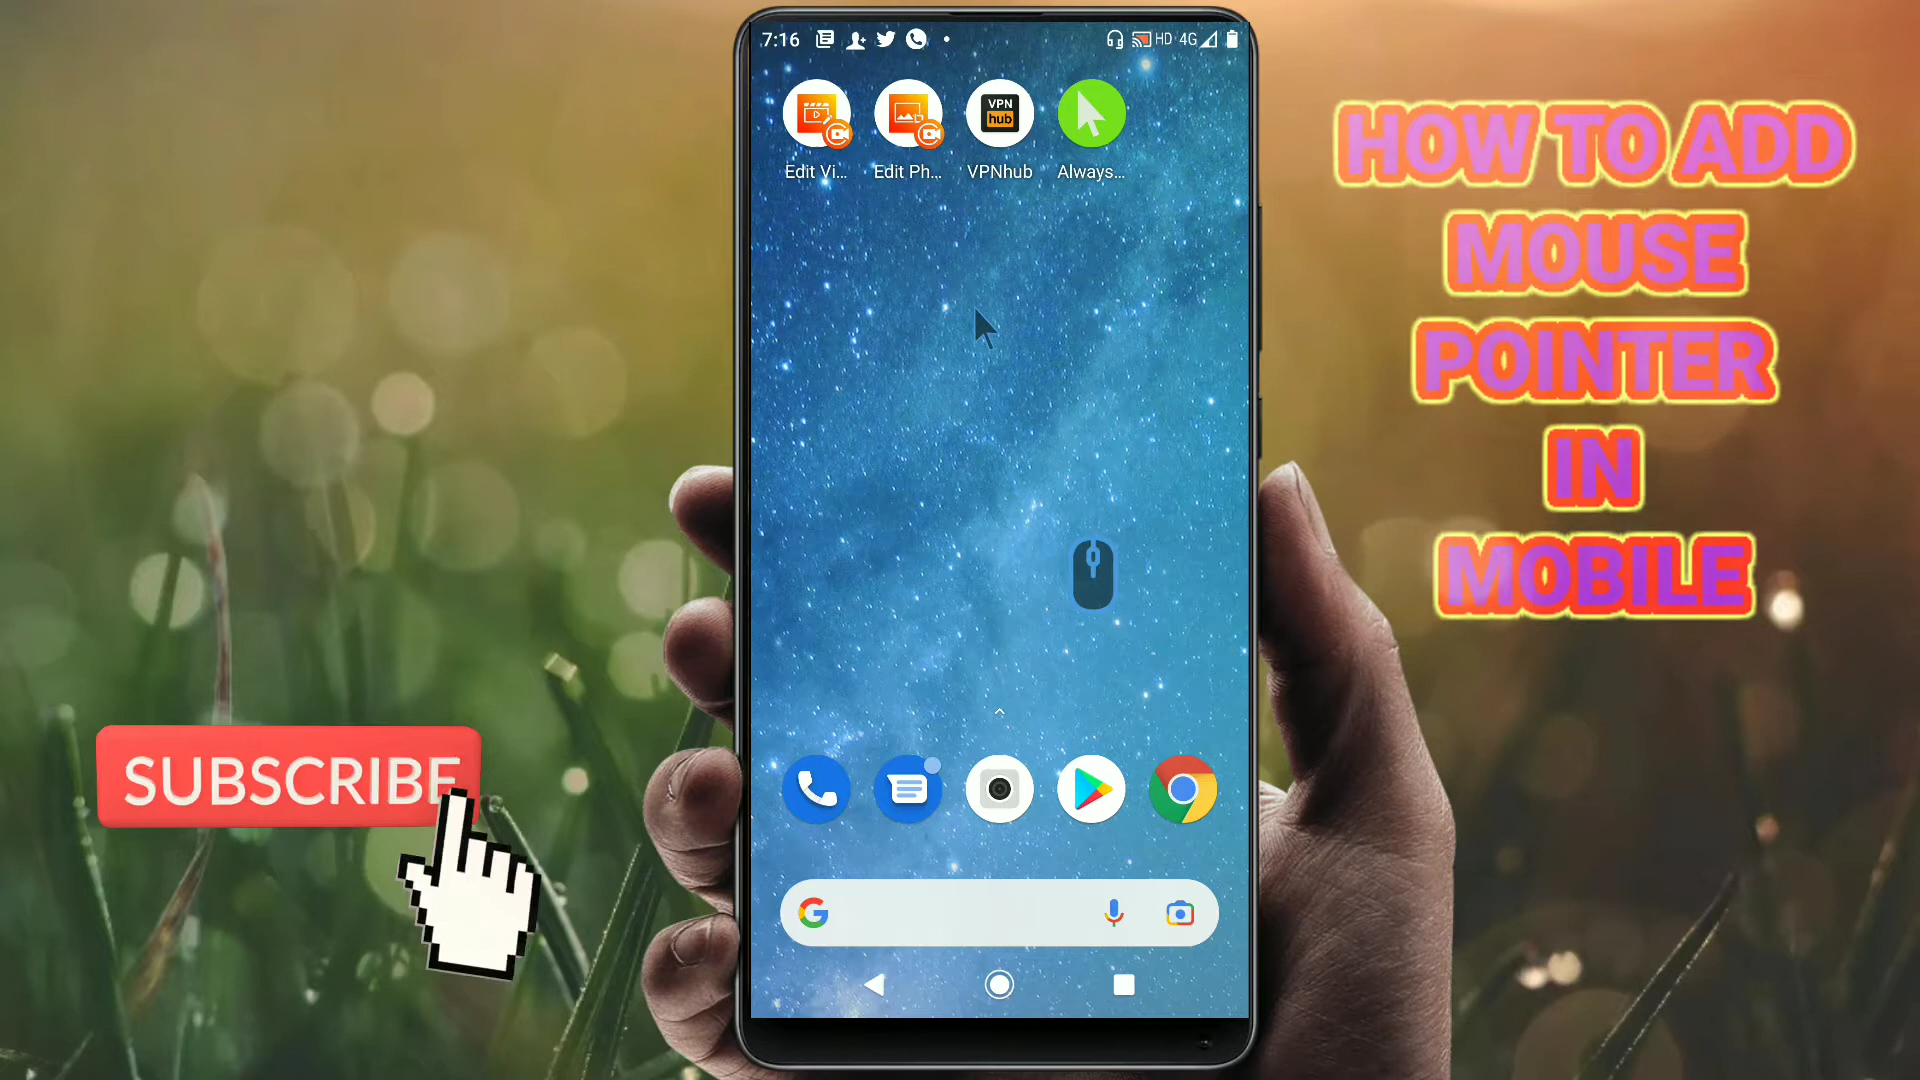 7:16
HD 4G
VPN
hub
Edit Vi...
Edit Ph...
VPNhub
Always...
HOW TO ADD
MOUSE
POINTER
IN
MOBILE
SUBSCRIBE